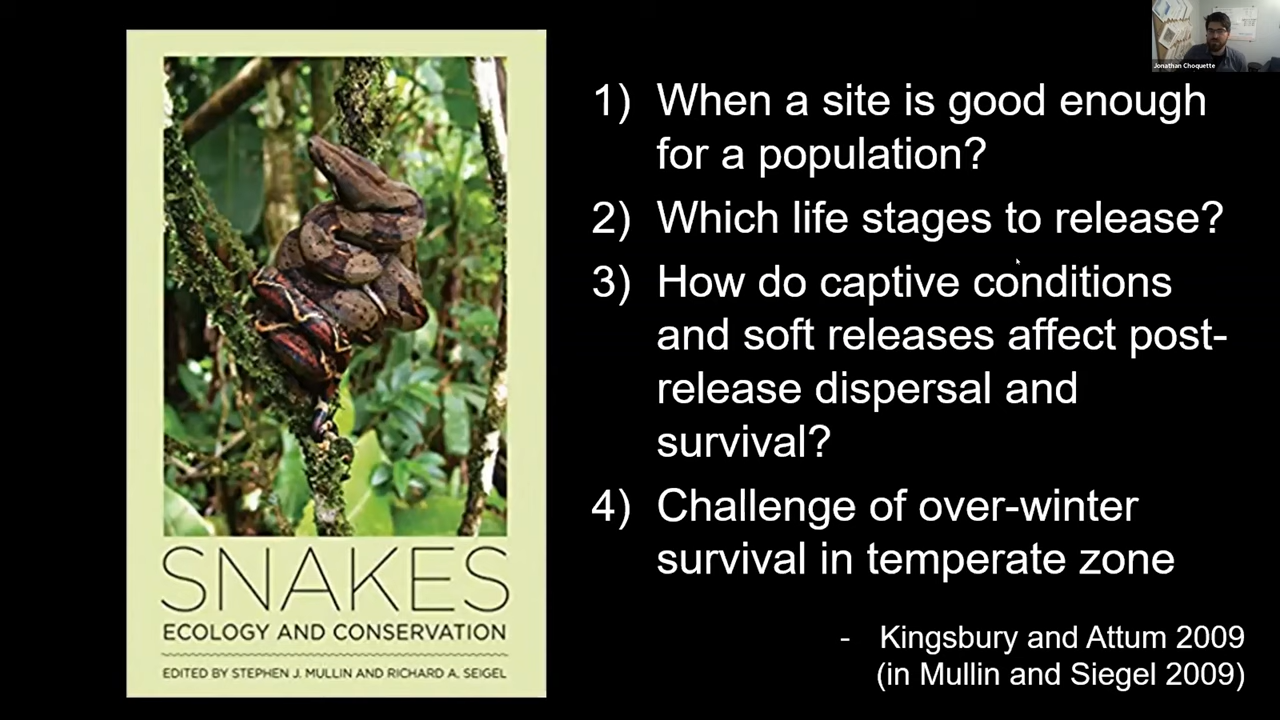 Jonathan Choquette
1) When a site is good enough
for a population?
2) Which life stages to release?
3) How do captive conditions
and soft releases affect post-
release dispersal and
survival?
4) Challenge of over-winter
survival in temperate zone
- Kingsbury and Attum 2009
(in Mullin and Siegel 2009)
SNAKES
ECOLOGY AND CONSERVATION
EDITED BY STEPHEN J. MULLIN AND RICHARD A. SEIGEL